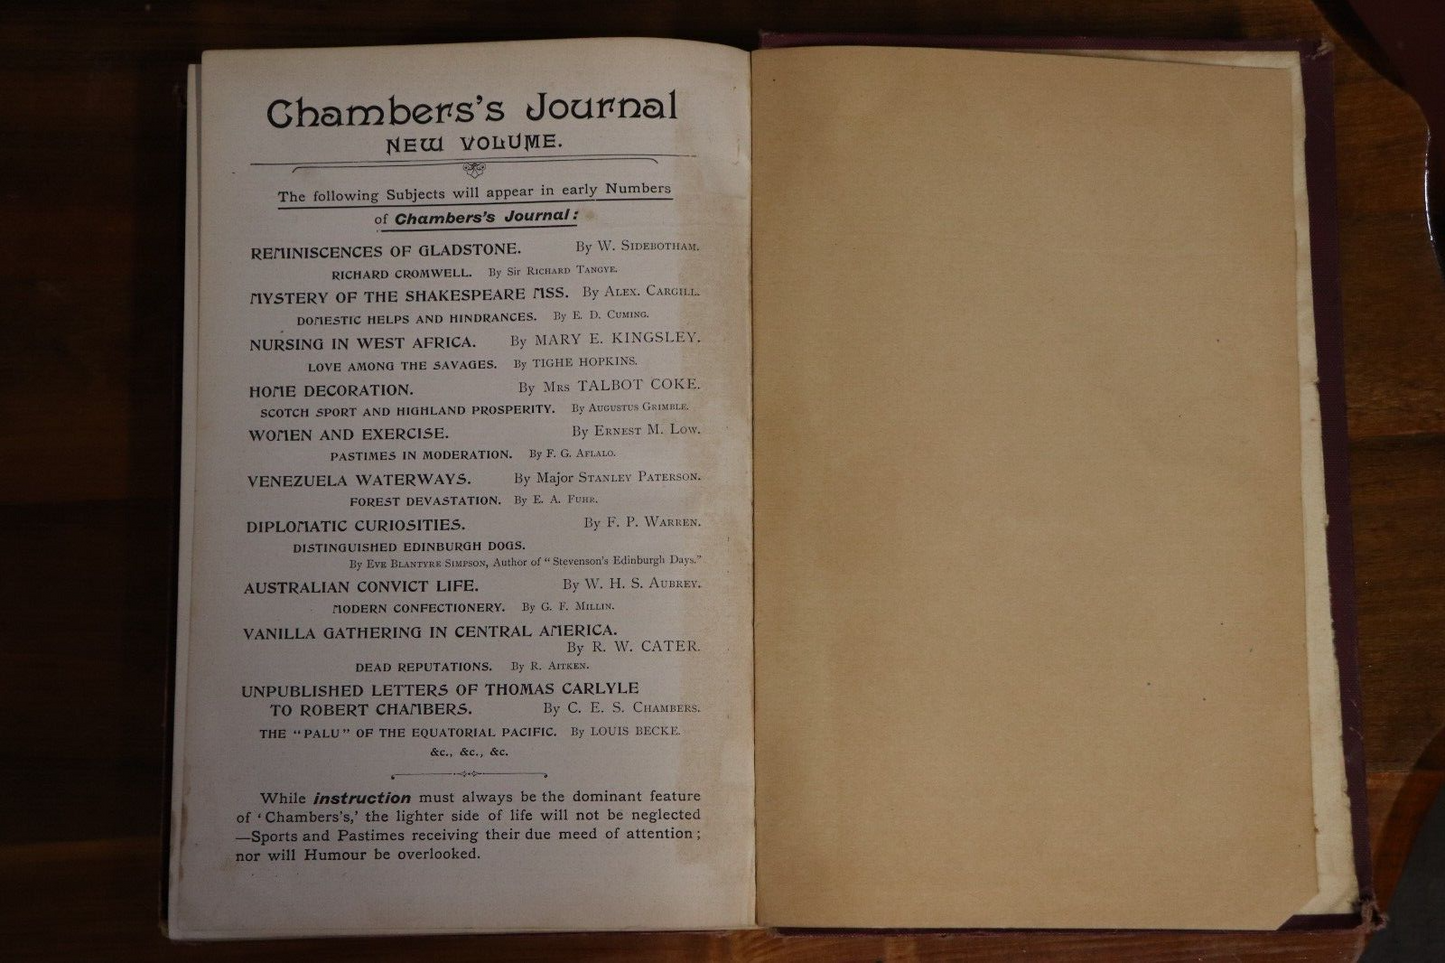 Chambers's Journal
NEW VOLUME.
The following Subjects will appear in early Numbers
of Chambers's Journal:
REMINISCENCES OF GLADSTONE. By W. SIDEBOTHAM.
RICHARD CROMWELL. By Sir RICHARD TANGYE.
MYSTERY OF THE SHAKESPEARE MSS. By ALEX. CARGILL.
DOMESTIC HELPS AND HINDRANCES. By E. D. CUMING.
NURSING IN WEST AFRICA. By MARY E. KINGSLEY.
LOVE AMONG THE SAVAGES. By TIGHE HOPKINS.
HOME DECORATION. By MRS TALBOT COKE.
SCOTCH SPORT AND HIGHLAND PROSPERITY. By AUGUSTUS GRIMBLE.
WOMEN AND EXERCISE. By ERNEST M. LOW.
PASTIMES IN MODERATION. By F. G. AFLALO.
VENEZUELA WATERWAYS. By Major STANLEY PATERSON.
FOREST DEVASTATION. By E. A. FUHR.
DIPLOMATIC CURIOSITIES. By F. P. WARREN.
DISTINGUISHED EDINBURGH DOGS.
By EVE BLANTYRE SIMPSON, Author of "Stevenson's Edinburgh Days."
AUSTRALIAN CONVICT LIFE. By W. H. S. AUBREY.
MODERN CONFECTIONERY. By G. F. MILLIN.
VANILLA GATHERING IN CENTRAL AMERICA.
By R. W. CATER.
DEAD REPUTATIONS. By R. AITKEN.
UNPUBLISHED LETTERS OF THOMAS CARLYLE
TO ROBERT CHAMBERS. By C. E. S. CHAMBERS.
THE "PALU" OF THE EQUATORIAL PACIFIC. By LOUIS BECKE.
&c., &c., &c.
While instruction must always be the dominant feature
of 'Chambers's,' the lighter side of life will not be neglected
—Sports and Pastimes receiving their due meed of attention;
nor will Humour be overlooked.